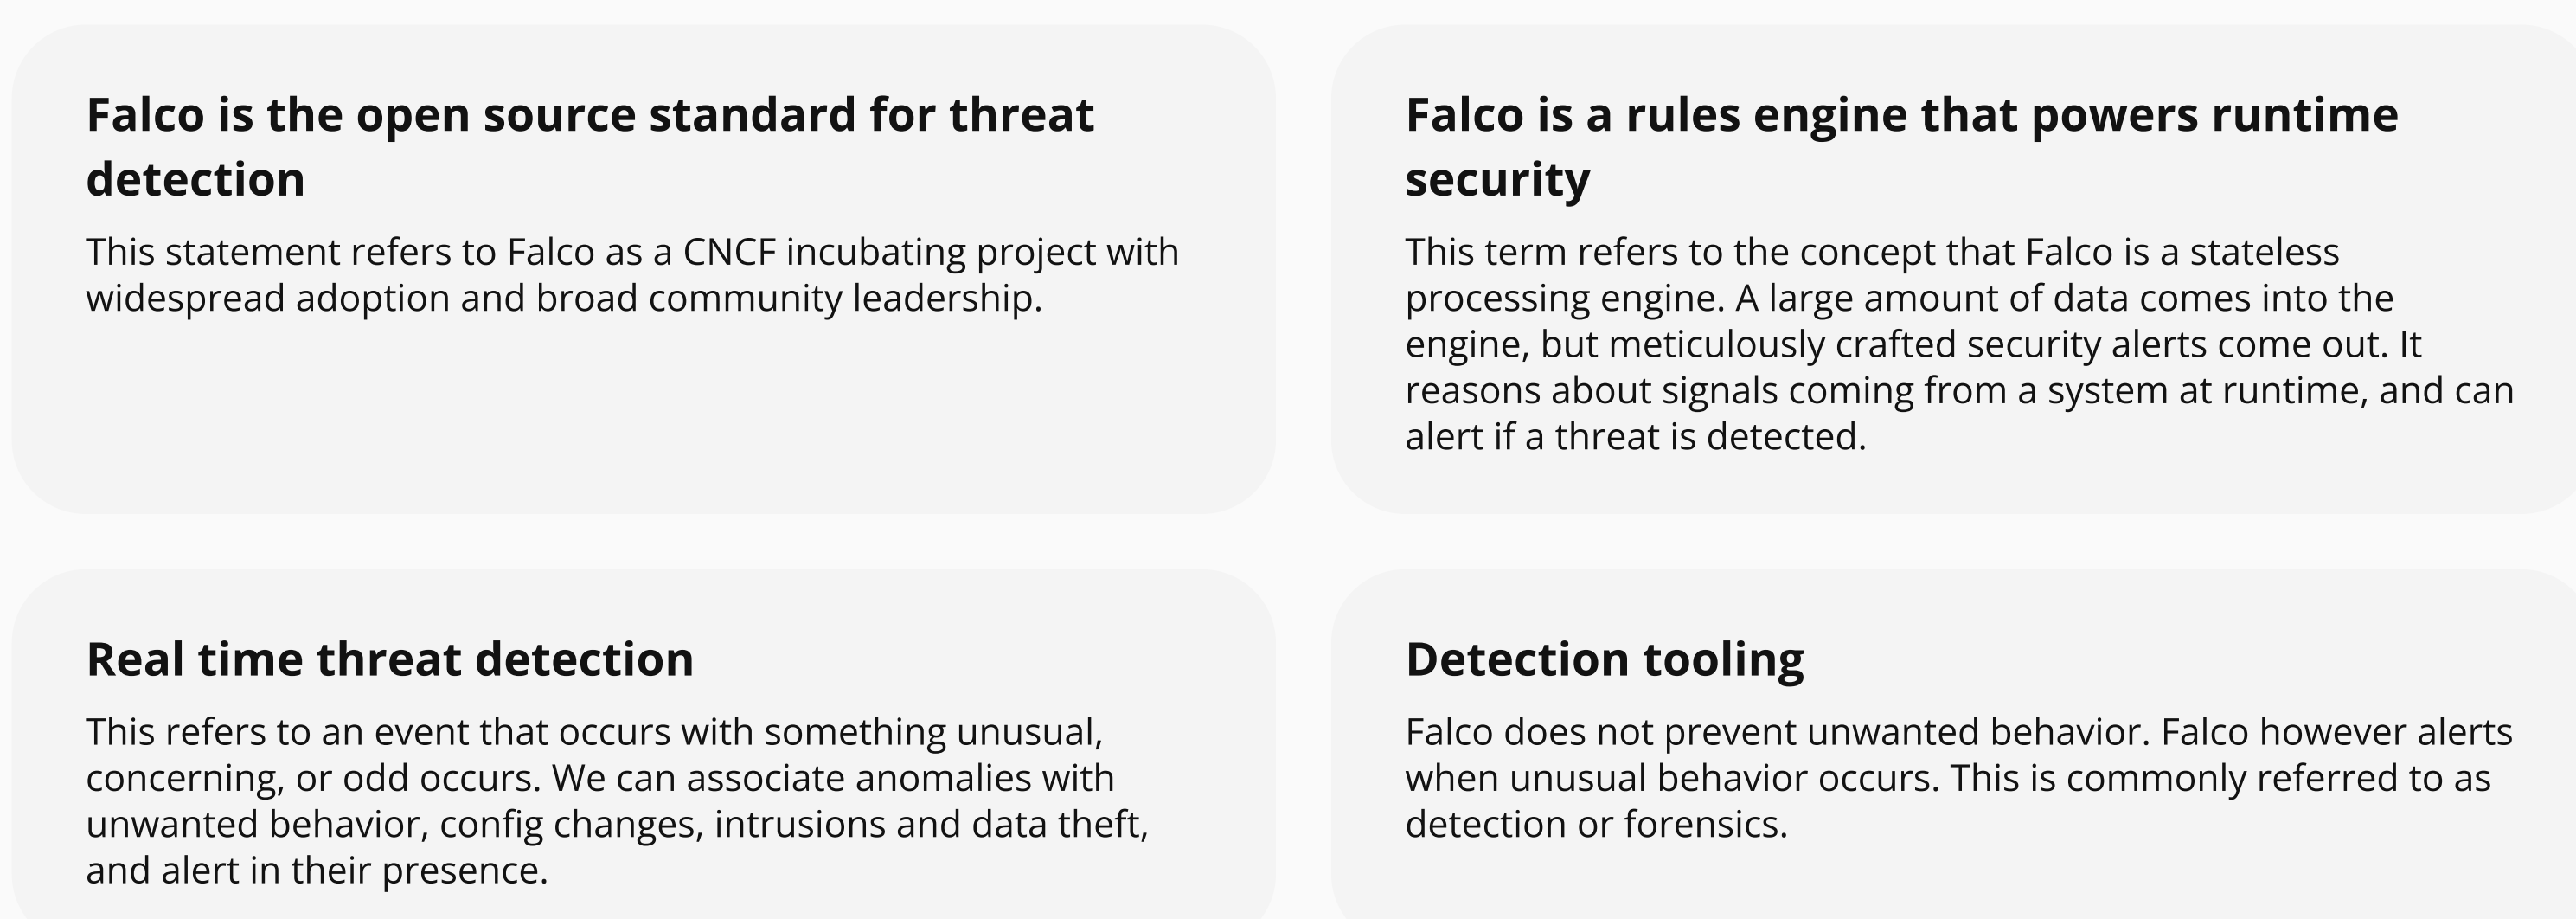 Falco is the open source standard for threat
detection
This statement refers to Falco as a CNCF incubating project with
widespread adoption and broad community leadership.
Falco is a rules engine that powers runtime
security
This term refers to the concept that Falco is a stateless
processing engine. A large amount of data comes into the
engine, but meticulously crafted security alerts come out. It
reasons about signals coming from a system at runtime, and can
alert if a threat is detected.
Real time threat detection
This refers to an event that occurs with something unusual,
concerning, or odd occurs. We can associate anomalies with
unwanted behavior, config changes, intrusions and data theft,
and alert in their presence.
Detection tooling
Falco does not prevent unwanted behavior. Falco however alerts
when unusual behavior occurs. This is commonly referred to as
detection or forensics.